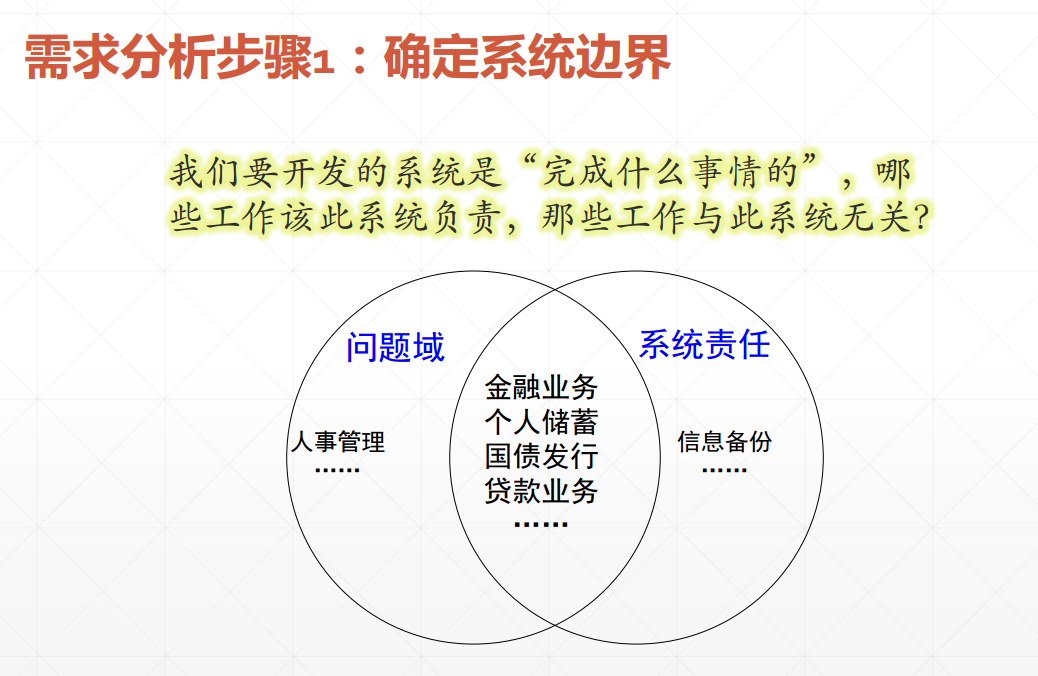 需求分析步骤1：确定系统边界
我们要开发的系统是“完成什么事情的”，哪
些工作该此系统负责，那些工作与此系统无关？
问题域
系统责任
人事管理
……
金融业务
个人储蓄
国债发行
贷款业务
……
信息备份
……